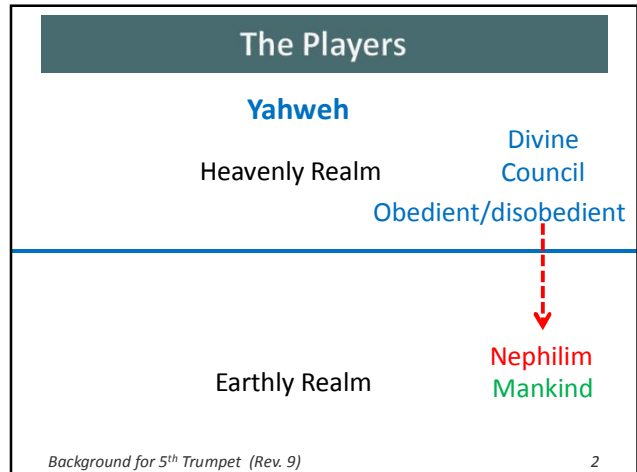 The Players
Yahweh
Heavenly Realm
Divine
Council
Obedient/disobedient
Earthly Realm
Nephilim
Mankind
Background for 5th Trumpet (Rev. 9)
2